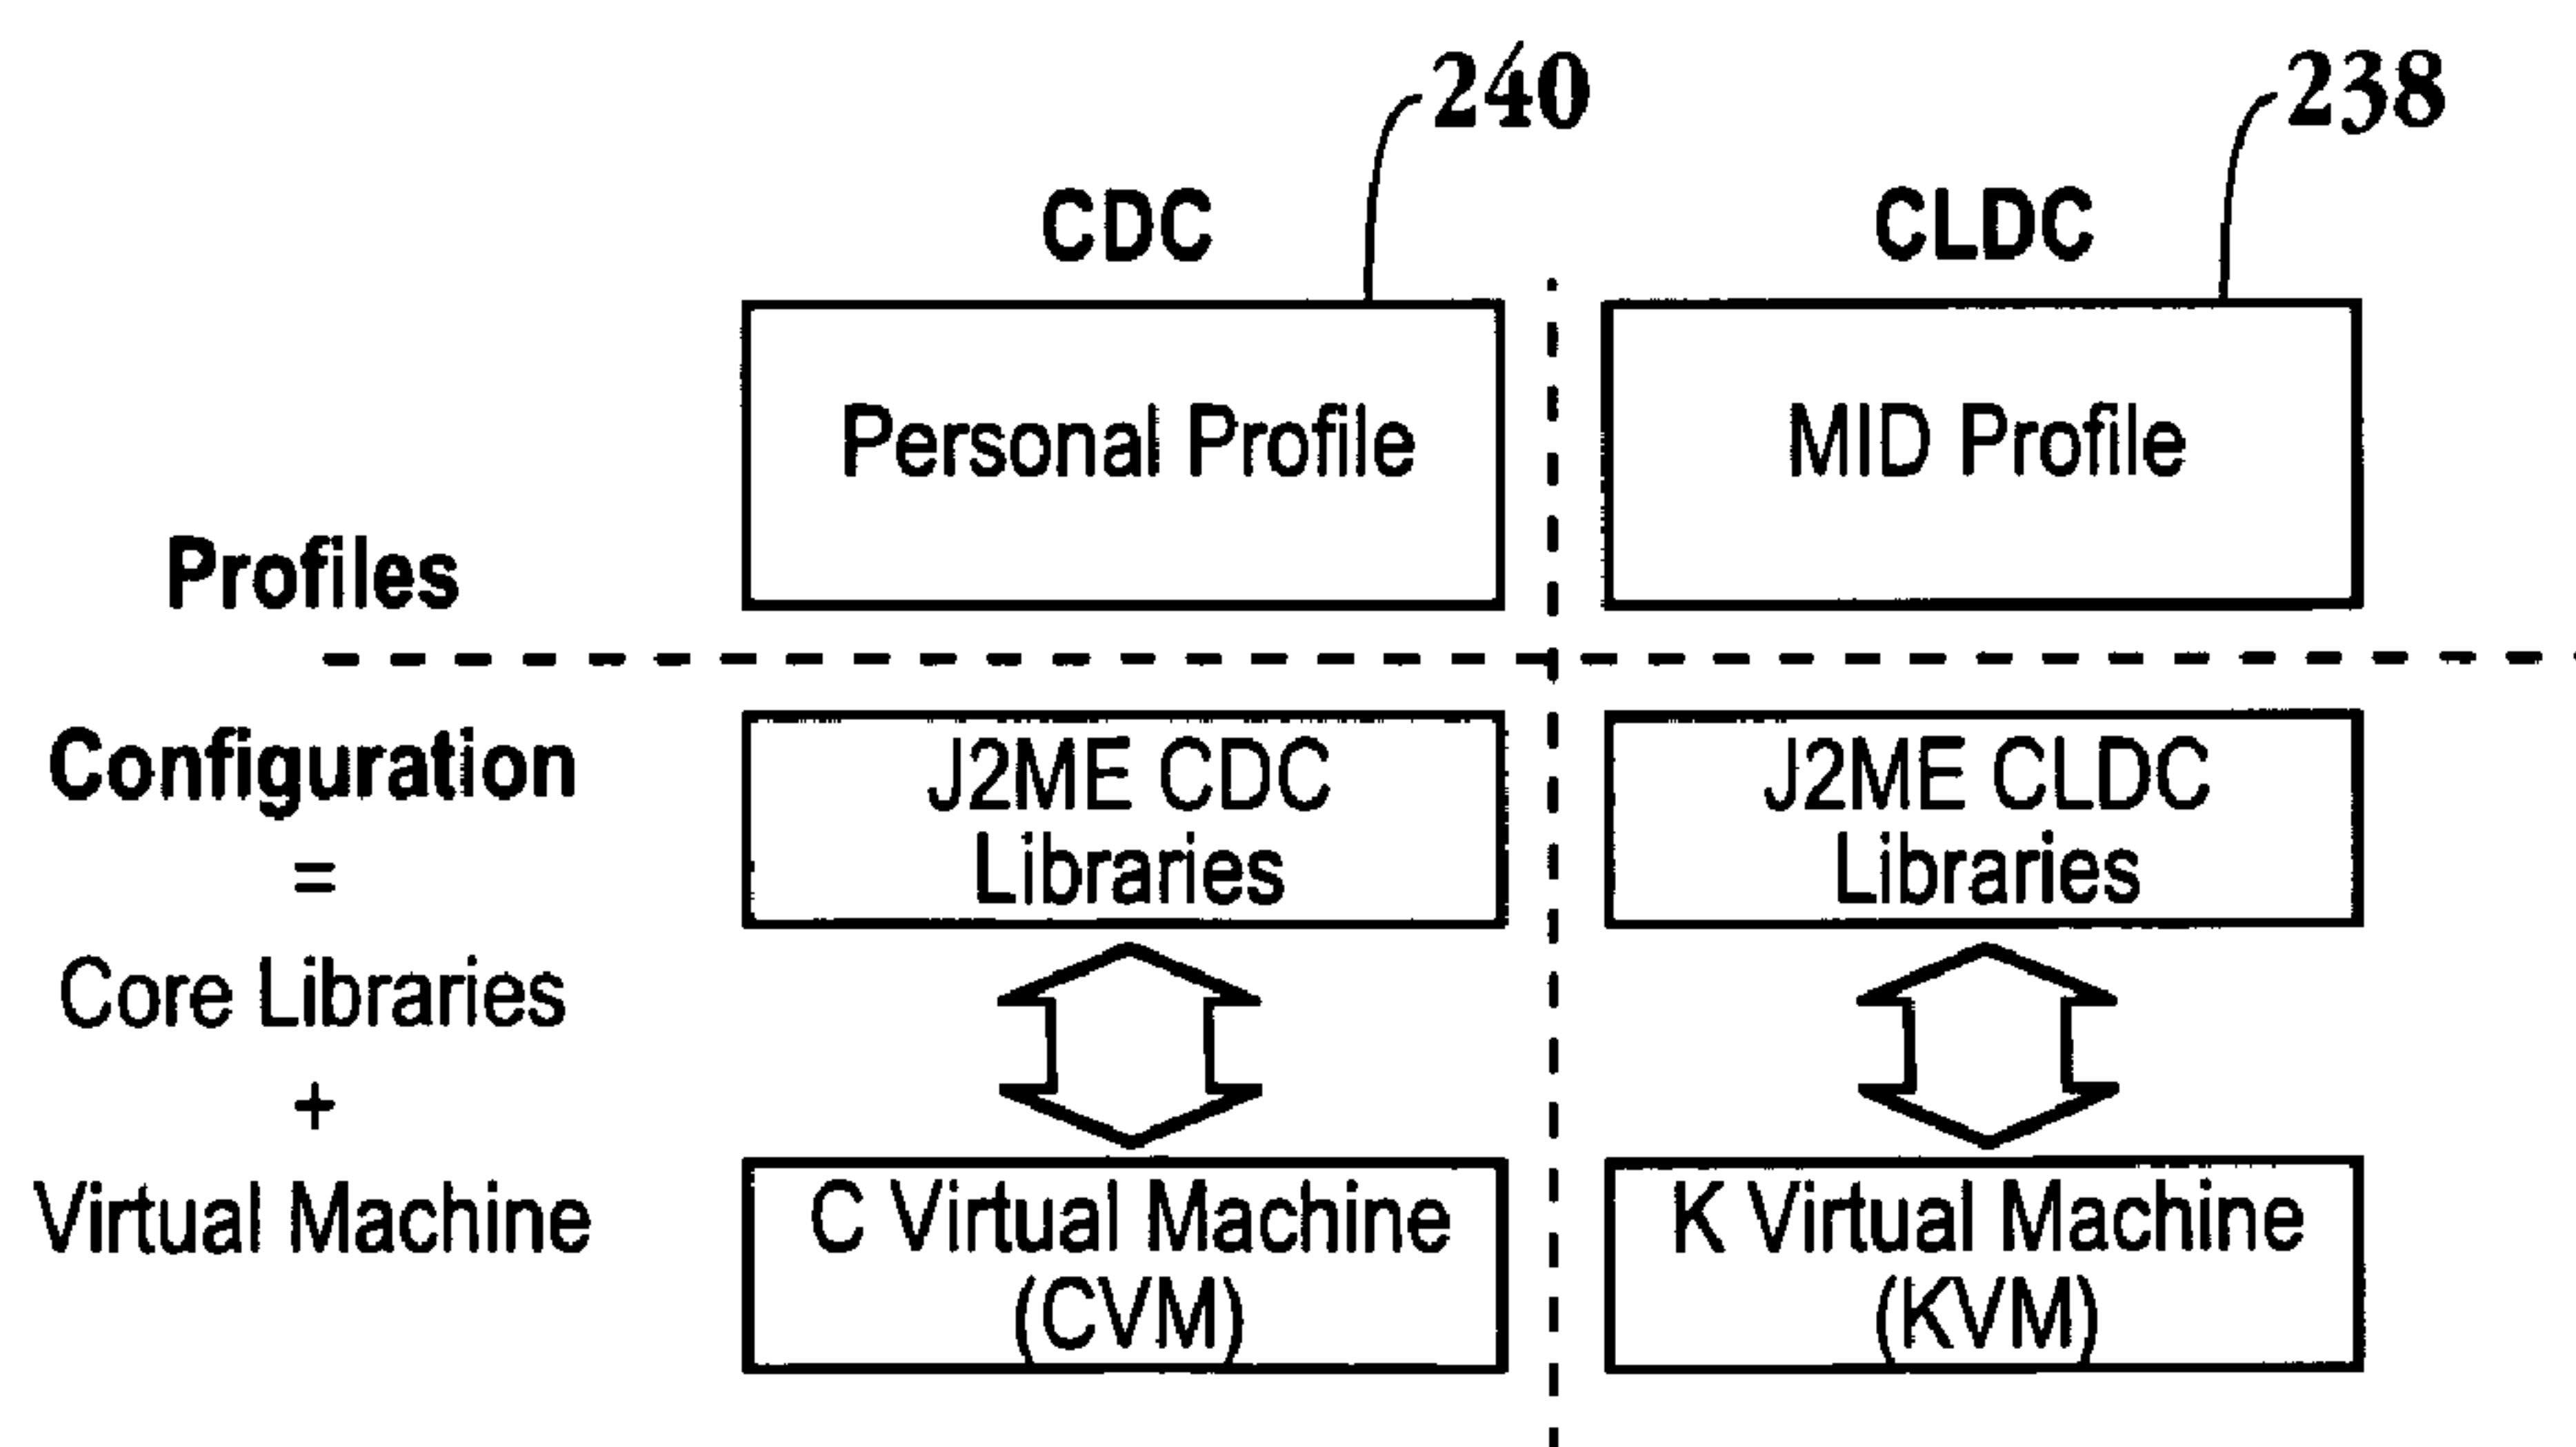 240
238
CDC
CLDC
Personal Profile
MID Profile
Profiles
Configuration
=
Core Libraries
+
Virtual Machine
J2ME CDC
Libraries
J2ME CLDC
Libraries
C Virtual Machine
(CVM)
K Virtual Machine
(KVM)